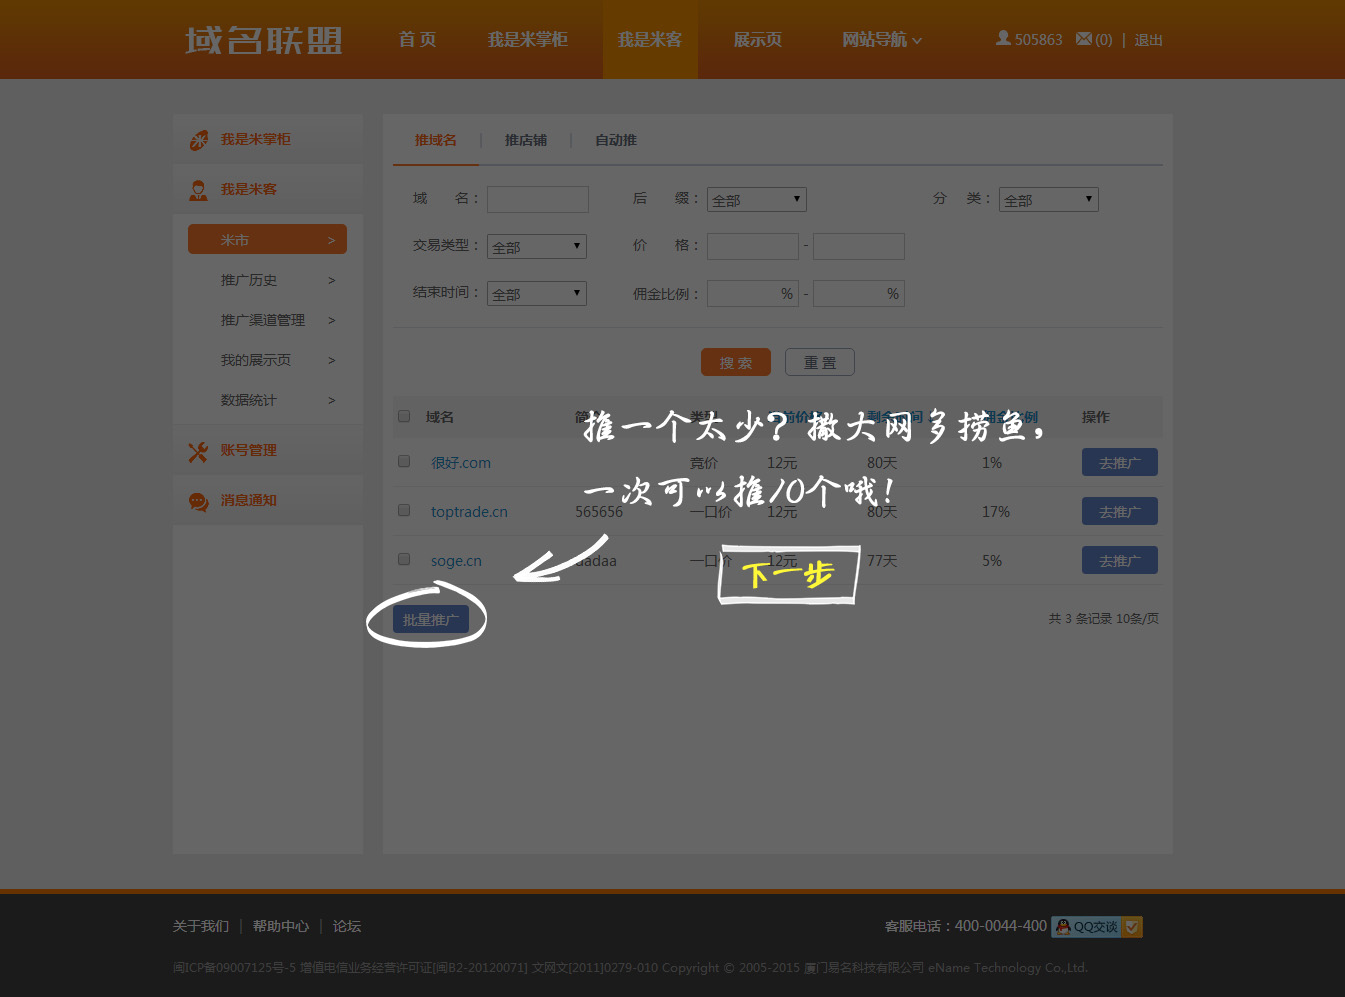 域名联盟 首 页 我是米掌柜 我是米客 展示页 网站导航 505863 (0) | 退出
我是米掌柜
我是米客
米市 >
推广历史 >
推广渠道管理 >
我的展示页 >
数据统计 >
账号管理
消息通知
推域名 | 推店铺 | 自动推
域 名： 后 缀： 全部 分 类： 全部
交易类型： 全部 价 格： -
结束时间： 全部 佣金比例： % - %
搜 索 重 置
域名 操作
推一个太少？撒大网多捞鱼，
很好.com 竞价 12元 80天 1% 去推广
一次可以推10个哦！
toptrade.cn 565656 一口价 12元 80天 17% 去推广
soge.cn dadaa 一口价 12元 77天 5% 去推广
下一步
批量推广 共 3 条记录 10条/页
关于我们 | 帮助中心 | 论坛 客服电话：400-0044-400 QQ交谈
闽ICP备09007125号-5 增值电信业务经营许可证[闽B2-20120071] 文网文[2011]0279-010 Copyright © 2005-2015 厦门易名科技有限公司 eName Technology Co.,Ltd.